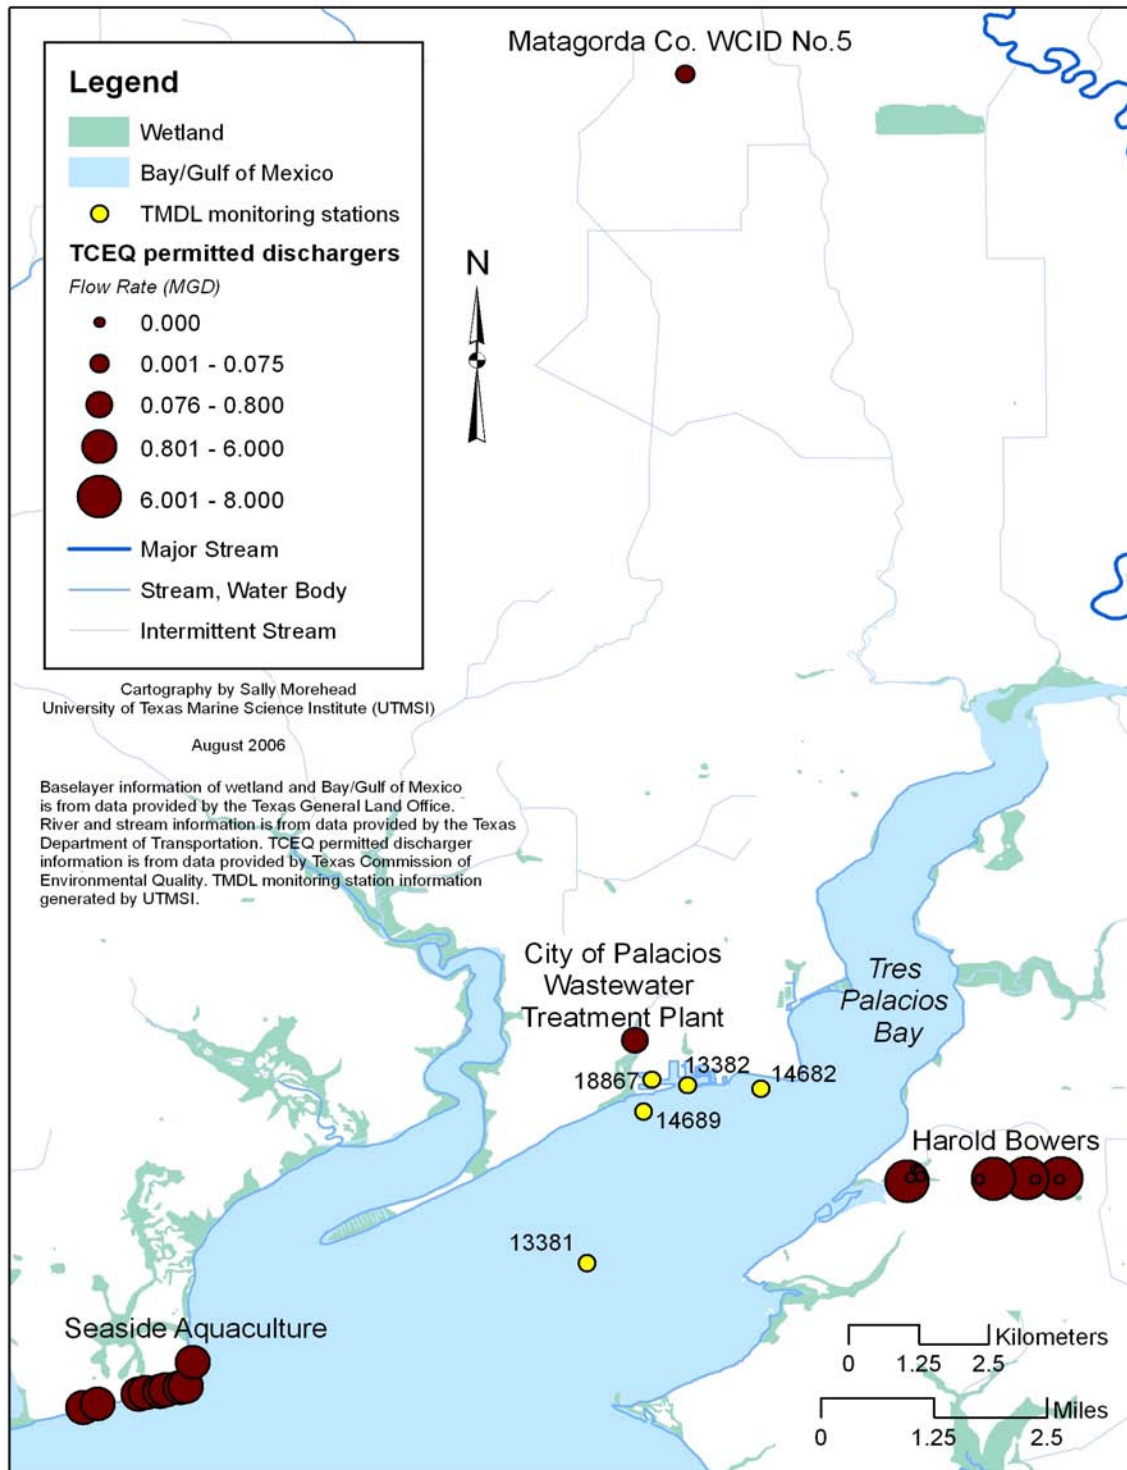 Matagorda Co. WCID No.5
Legend
Wetland
Bay/Gulf of Mexico
TMDL monitoring stations
TCEQ permitted dischargers
Flow Rate (MGD)
0.000
0.001 - 0.075
0.076 - 0.800
0.801 - 6.000
6.001 - 8.000
Major Stream
Stream, Water Body
Intermittent Stream
N
Cartography by Sally Morehead
University of Texas Marine Science Institute (UTMSI)
August 2006
Baselayer information of wetland and Bay/Gulf of Mexico
is from data provided by the Texas General Land Office.
River and stream information is from data provided by the Texas
Department of Transportation. TCEQ permitted discharger
information is from data provided by Texas Commission of
Environmental Quality. TMDL monitoring station information
generated by UTMSI.
City of Palacios
Wastewater
Treatment Plant
Tres
Palacios
Bay
18867
13382
14682
14689
Harold Bowers
13381
Seaside Aquaculture
Kilometers
0 1.25 2.5
Miles
0 1.25 2.5